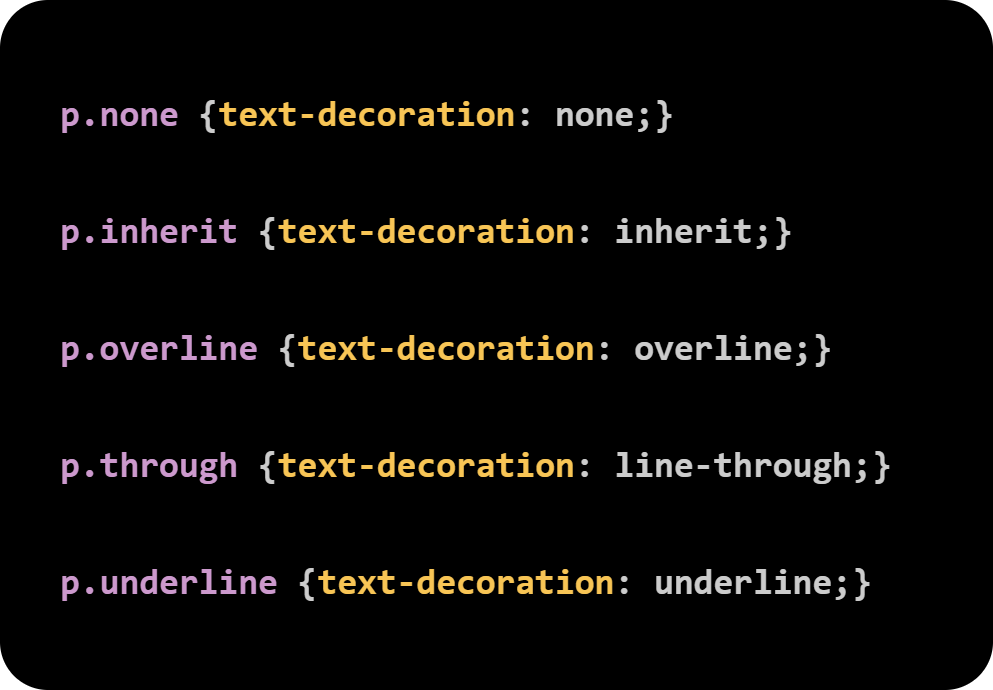 p.none {text-decoration: none;}
p.inherit {text-decoration: inherit;}
p.overline {text-decoration: overline;}
p.through {text-decoration: line-through;}
p.underline {text-decoration: underline;}